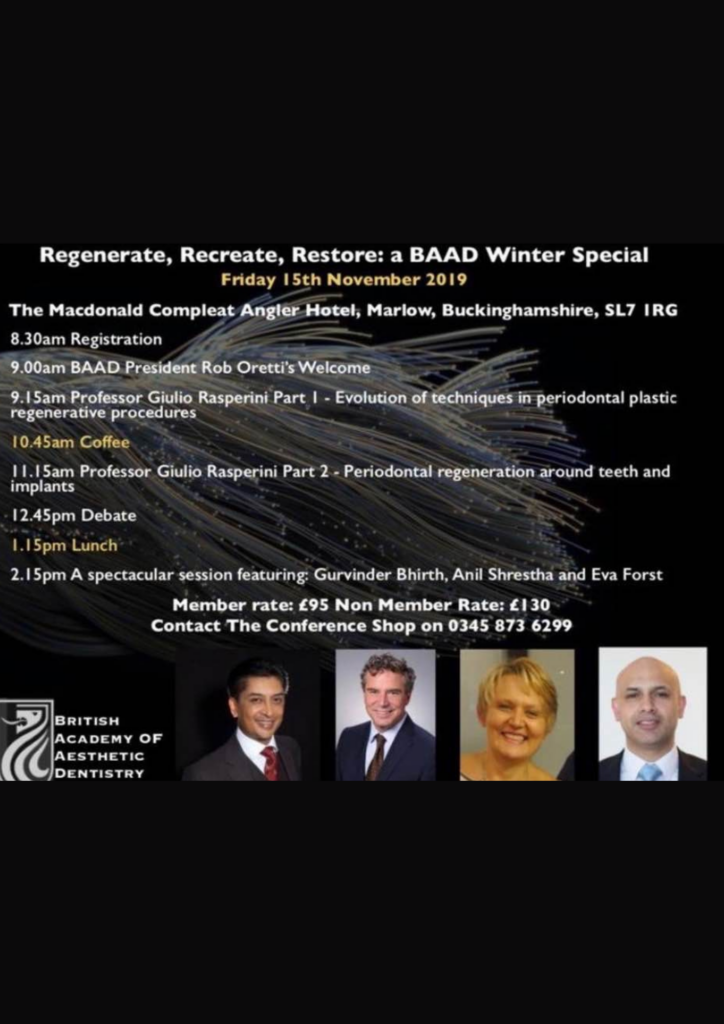 Regenerate, Recreate, Restore: a BAAD Winter Special
Friday 15th November 2019
The Macdonald Compleat Angler Hotel, Marlow, Buckinghamshire, SL7 1RG
8.30am Registration
9.00am BAAD President Rob Oretti's Welcome
9.15am Professor Giulio Rasperini Part 1 - Evolution of techniques in periodontal plastic
regenerative procedures
10.45am Coffee
11.15am Professor Giulio Rasperini Part 2 - Periodontal regeneration around teeth and
implants
12.45pm Debate
1.15pm Lunch
2.15pm A spectacular session featuring: Gurvinder Bhirth, Anil Shrestha and Eva Forst
Member rate: £95 Non Member Rate: £130
Contact The Conference Shop on 0345 873 6299
BRITISH
ACADEMY OF
AESTHETIC
DENTISTRY